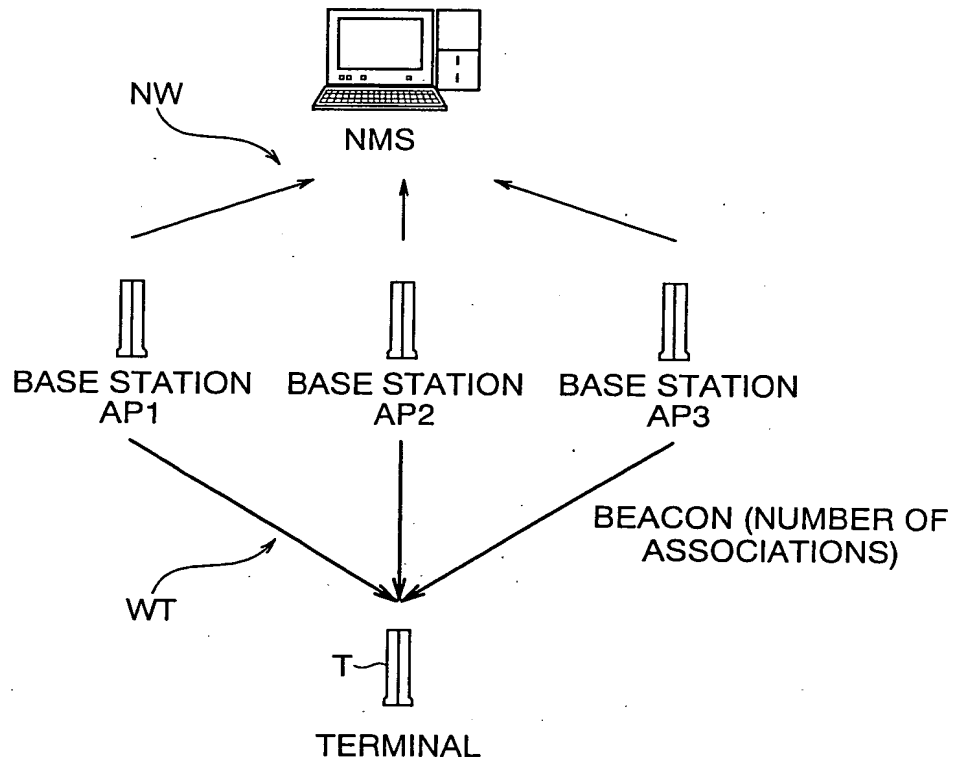 NW
NMS
BASE STATION
AP1
BASE STATION
AP2
BASE STATION
AP3
BEACON (NUMBER OF
ASSOCIATIONS)
WT
T
TERMINAL